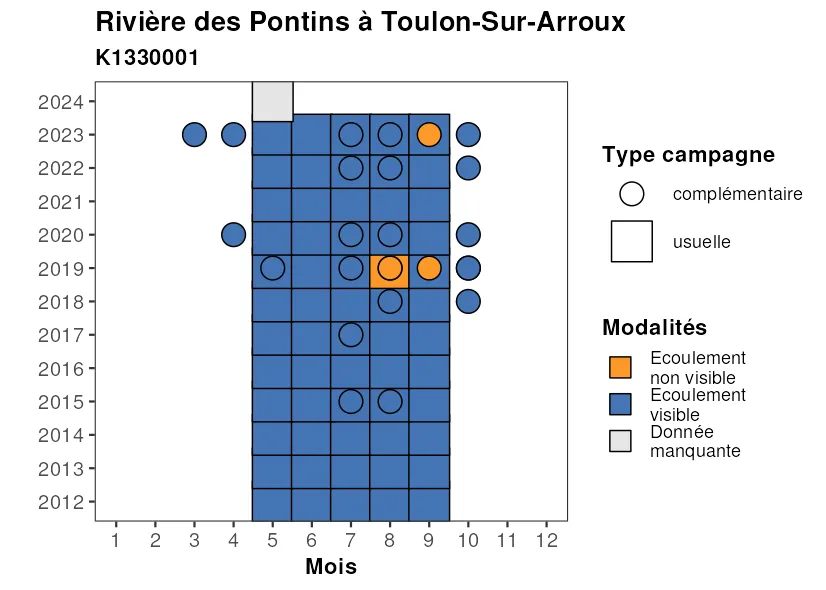 Rivière des Pontins à Toulon-Sur-Arroux
K1330001
2024
2023
2022
2021
2020
2019
2018
2017
2016
2015
2014
2013
2012
1 2 3 4 5 6 7 8 9 10 11 12
Mois
Type campagne
complémentaire
usuelle
Modalités
Ecoulement
non visible
Ecoulement
visible
Donnée
manquante